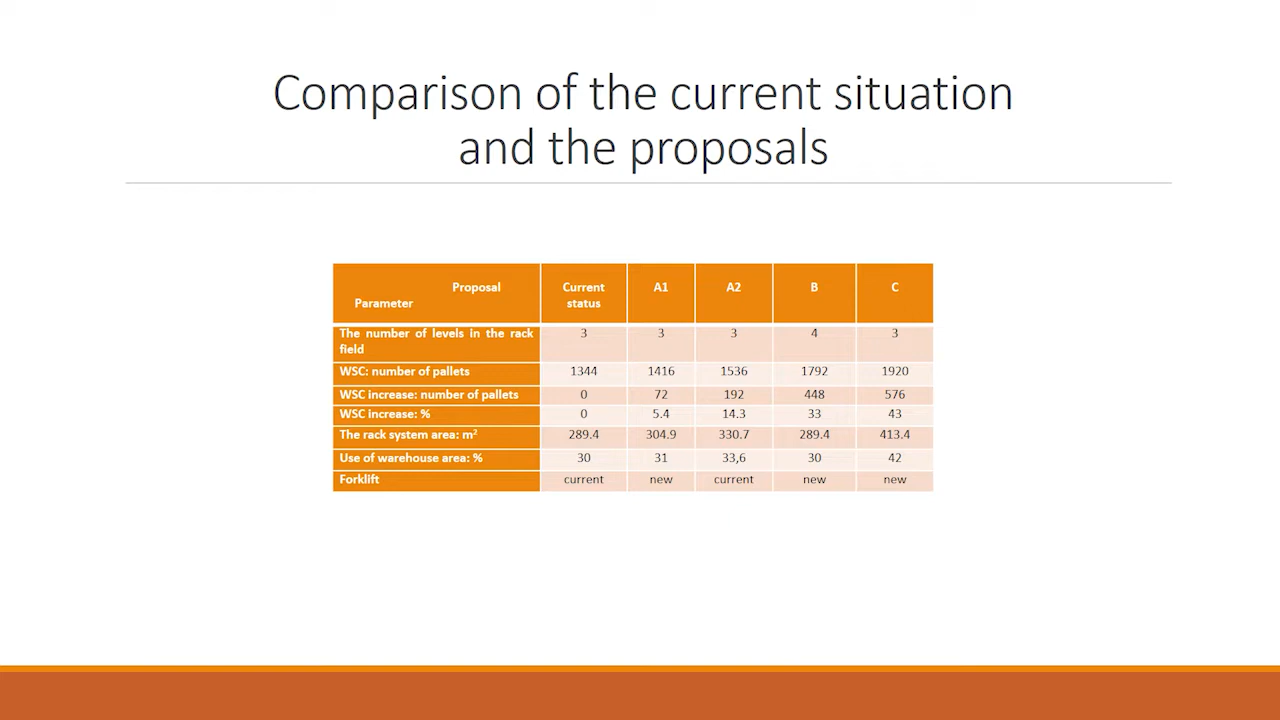 Comparison of the current situation
and the proposals
Proposal
Parameter
Current
status
A1
A2
B
C
The number of levels in the rack
field
3
3
3
4
3
WSC: number of pallets
1344
1416
1536
1792
1920
WSC increase: number of pallets
0
72
192
448
576
WSC increase: %
0
5.4
14.3
33
43
The rack system area: m²
289.4
304.9
330.7
289.4
413.4
Use of warehouse area: %
30
31
33,6
30
42
Forklift
current
new
current
new
new